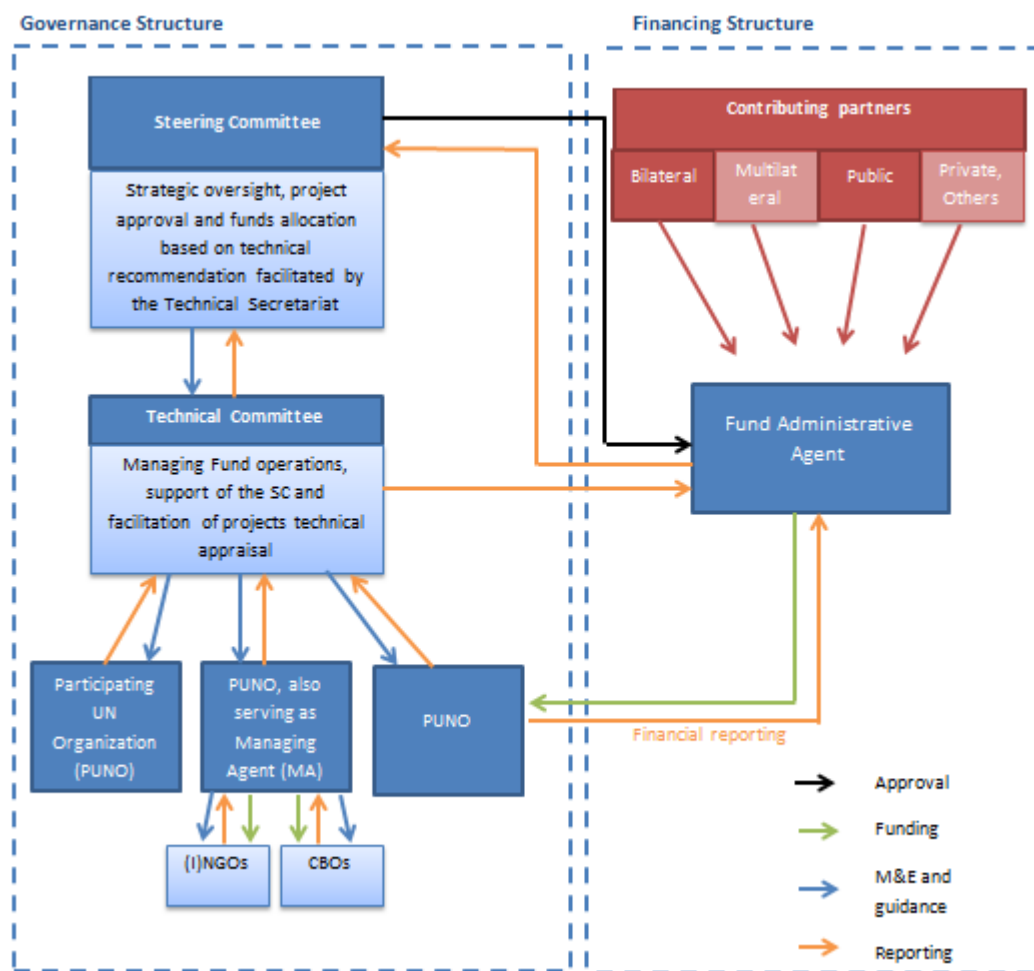 Governance Structure
Financing Structure
Steering Committee
Strategic oversight, project
approval and funds allocation
based on technical
recommendation facilitated by
the Technical Secretariat
Contributing partners
Bilateral
Multilat
eral
Public
Private,
Others
Technical Committee
Managing Fund operations,
support of the SC and
facilitation of projects technical
appraisal
Fund Administrative
Agent
Participating
UN
Organization
(PUNO)
PUNO, also
serving as
Managing
Agent (MA)
PUNO
Financial reporting
(I)NGOs
CBOs
Approval
Funding
M&E and
guidance
Reporting